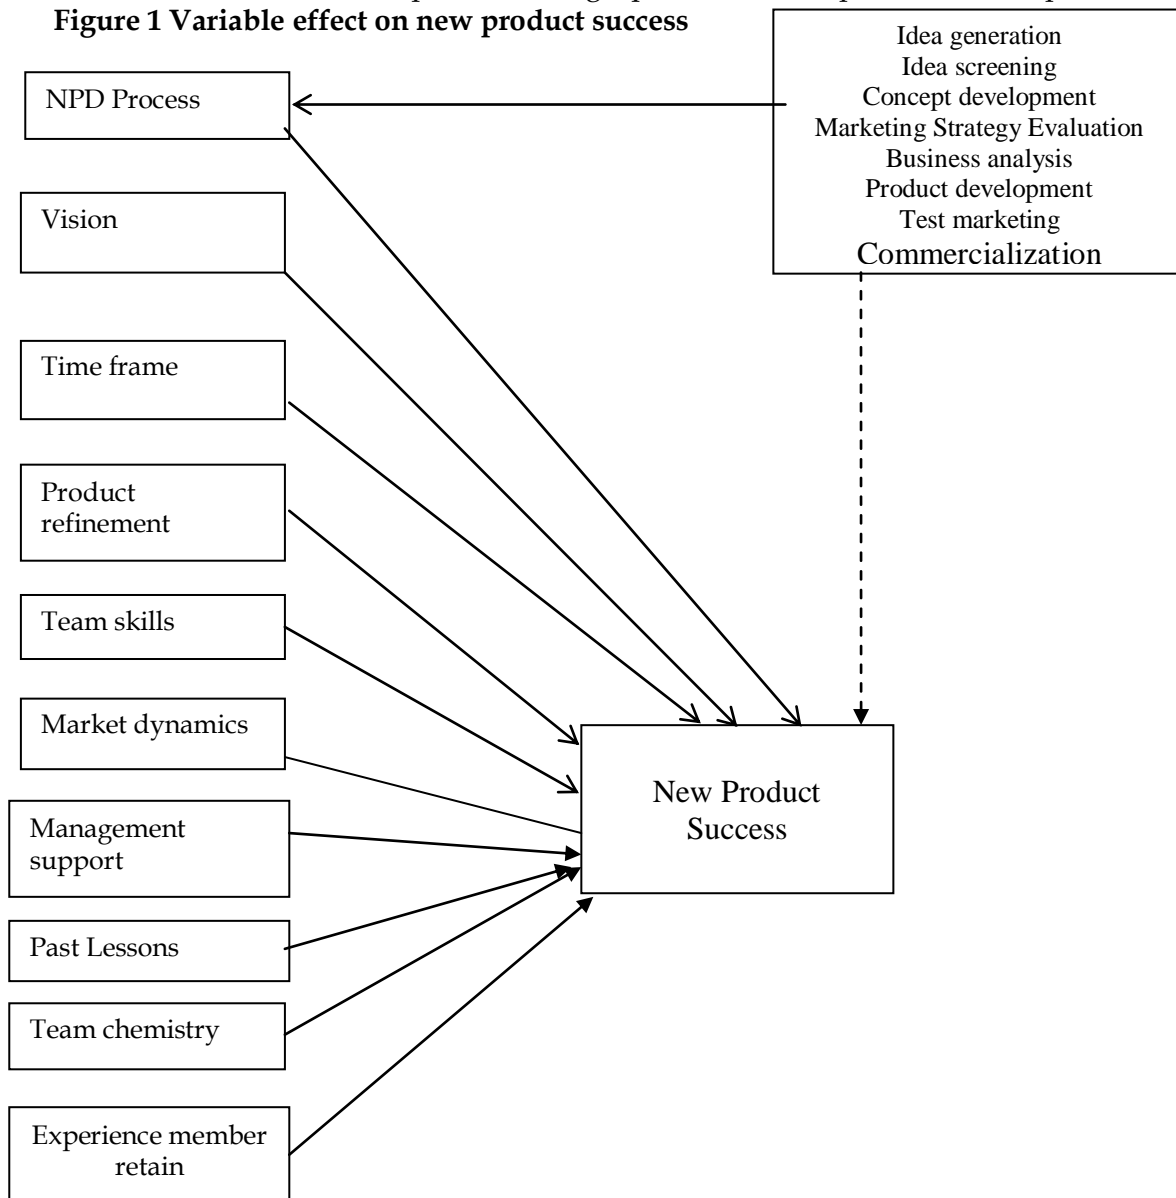 Figure 1 Variable effect on new product success
Idea generation
Idea screening
Concept development
Marketing Strategy Evaluation
Business analysis
Product development
Test marketing
Commercialization
NPD Process
Vision
Time frame
Product
refinement
Team skills
Market dynamics
New Product
Success
Management
support
Past Lessons
Team chemistry
Experience member
retain